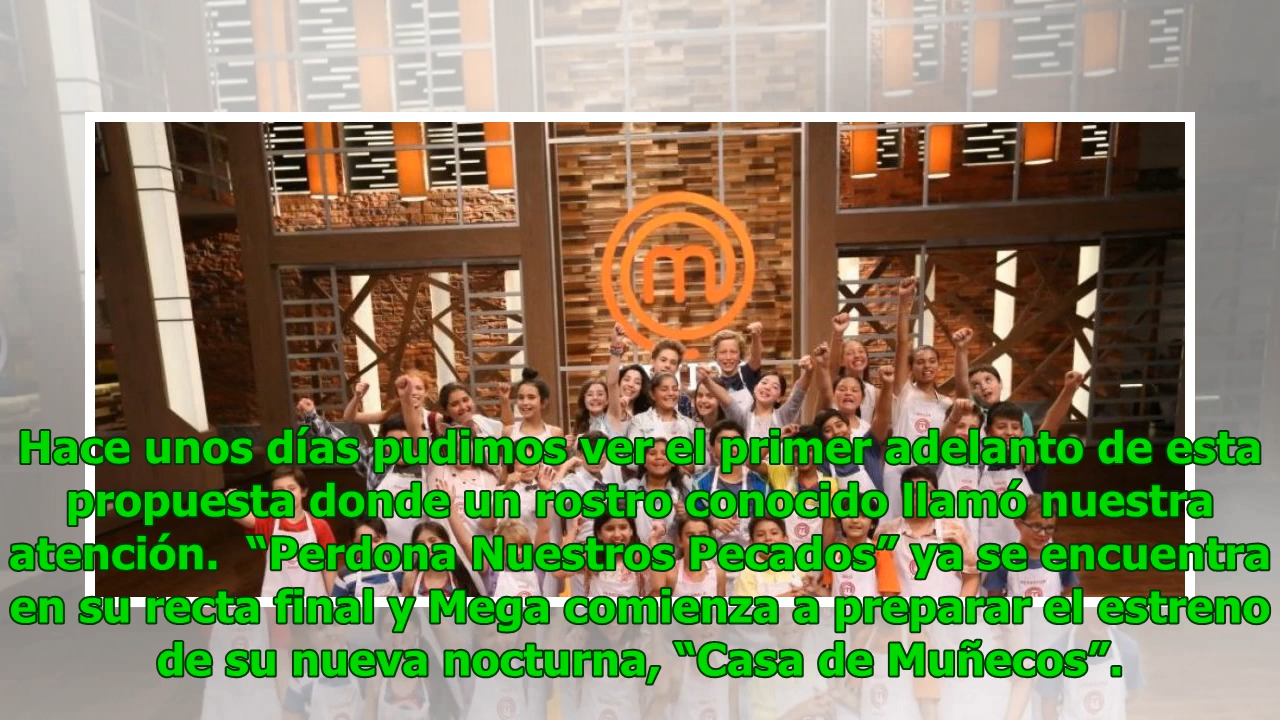 m
Hace unos días pudimos ver el primer adelanto de esta
propuesta donde un rostro conocido llamó nuestra
atención.  “Perdona Nuestros Pecados” ya se encuentra
en su recta final y Mega comienza a preparar el estreno
de su nueva nocturna, “Casa de Muñecos”.